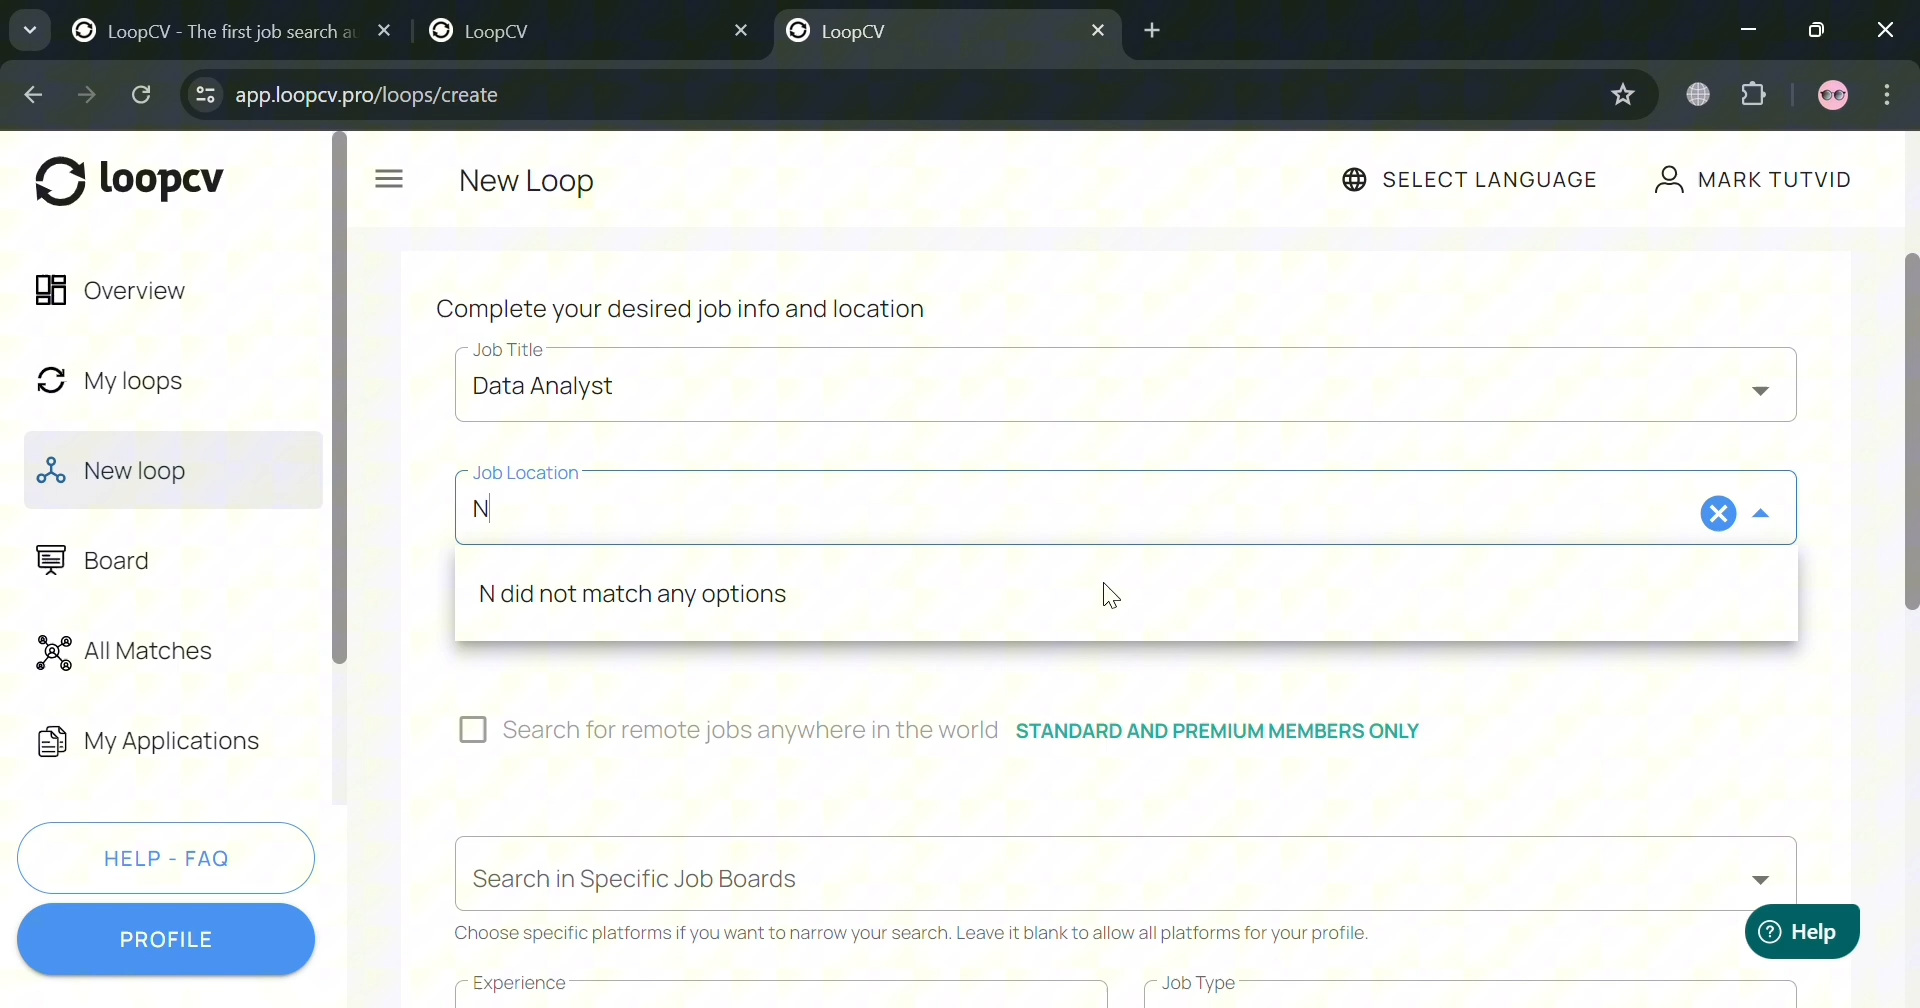 LoopCV - The first job search au
LoopCV
LoopCV
app.loopcv.pro/loops/create
loopcv
New Loop
SELECT LANGUAGE
MARK TUTVID
Overview
My loops
New loop
Board
All Matches
My Applications
HELP - FAQ
PROFILE
Complete your desired job info and location
Job Title
Data Analyst
Job Location
N
N did not match any options
Search for remote jobs anywhere in the world STANDARD AND PREMIUM MEMBERS ONLY
Search in Specific Job Boards
Choose specific platforms if you want to narrow your search. Leave it blank to allow all platforms for your profile.
Help
Experience
Job Type